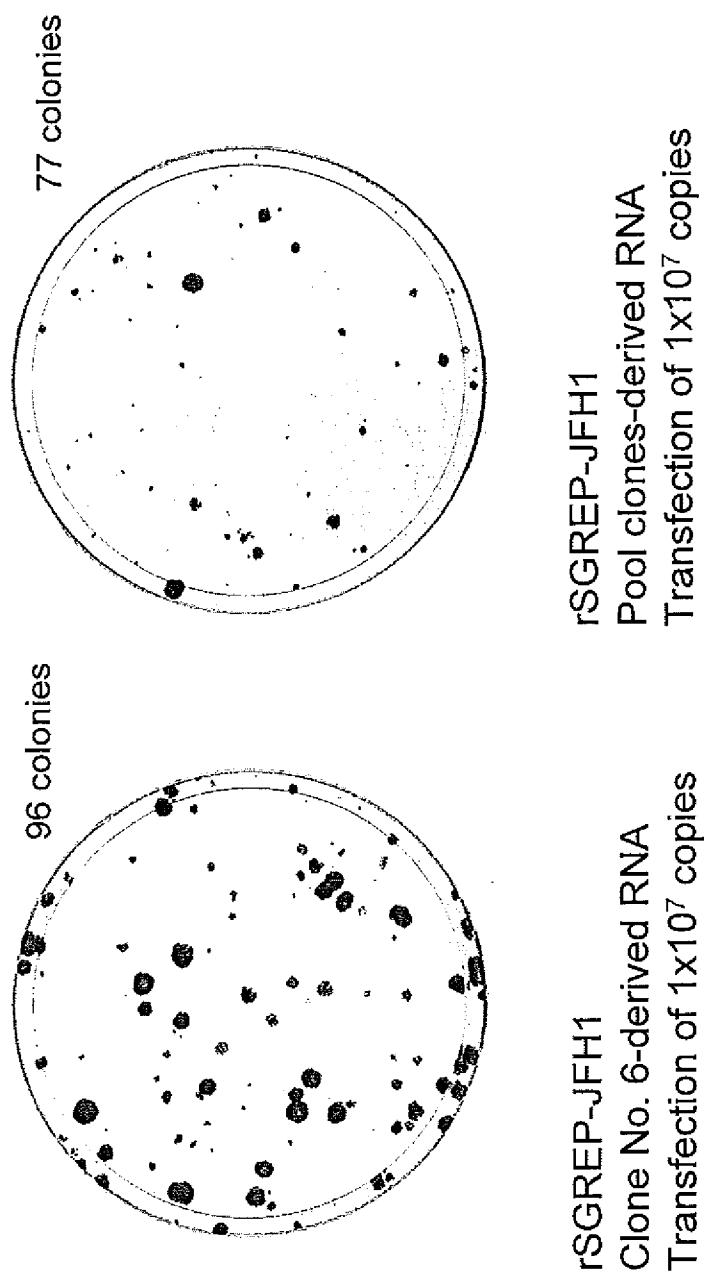 96 colonies
rSGREP-JFH1
Clone No. 6-derived RNA
Transfection of 1x10⁷ copies
77 colonies
rSGREP-JFH1
Pool clones-derived RNA
Transfection of 1x10⁷ copies